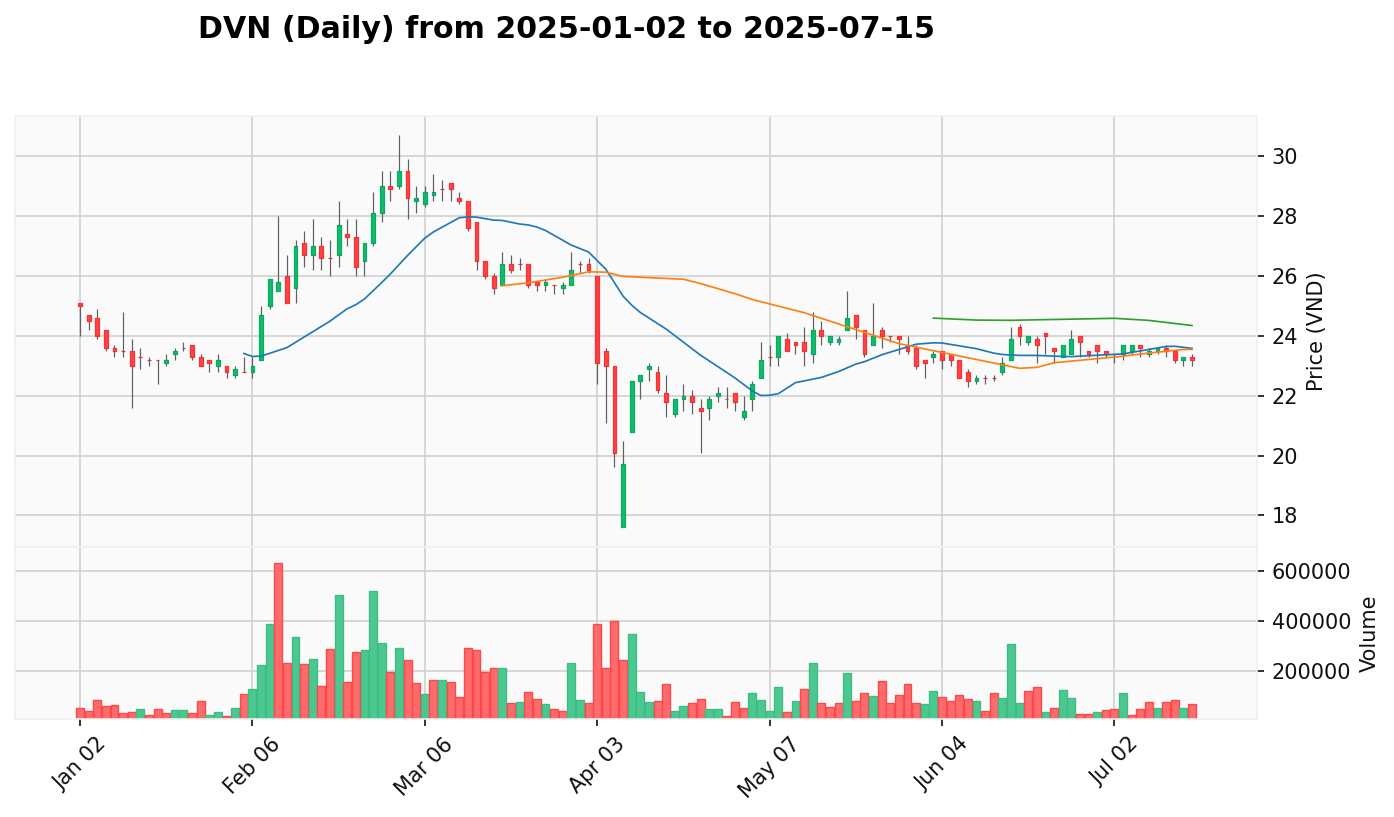 DVN (Daily) from 2025-01-02 to 2025-07-15
30
28
26
24
22
20
18
Price (VND)
600000
400000
200000
Volume
Jan 02
Feb 06
Mar 06
Apr 03
May 07
Jun 04
Jul 02